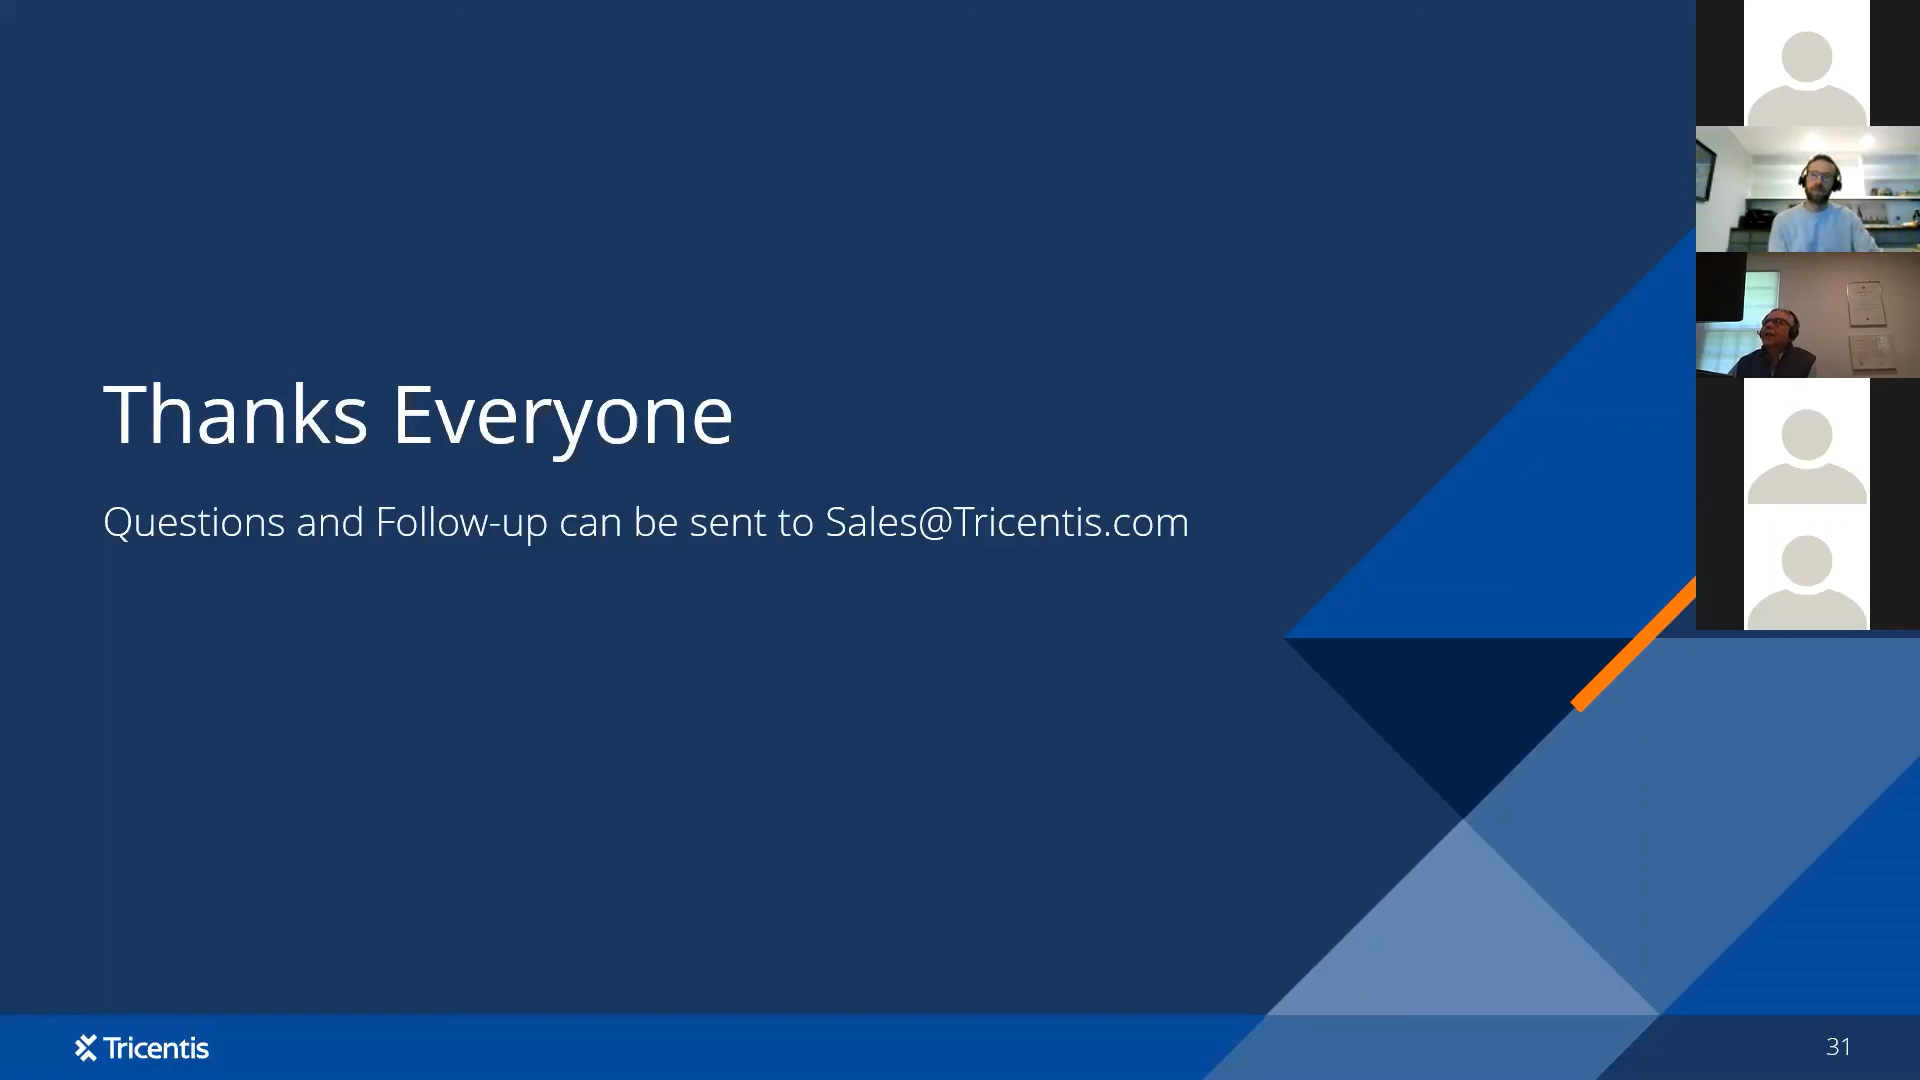 Thanks Everyone
Questions and Follow-up can be sent to Sales@Tricentis.com
Tricentis
31